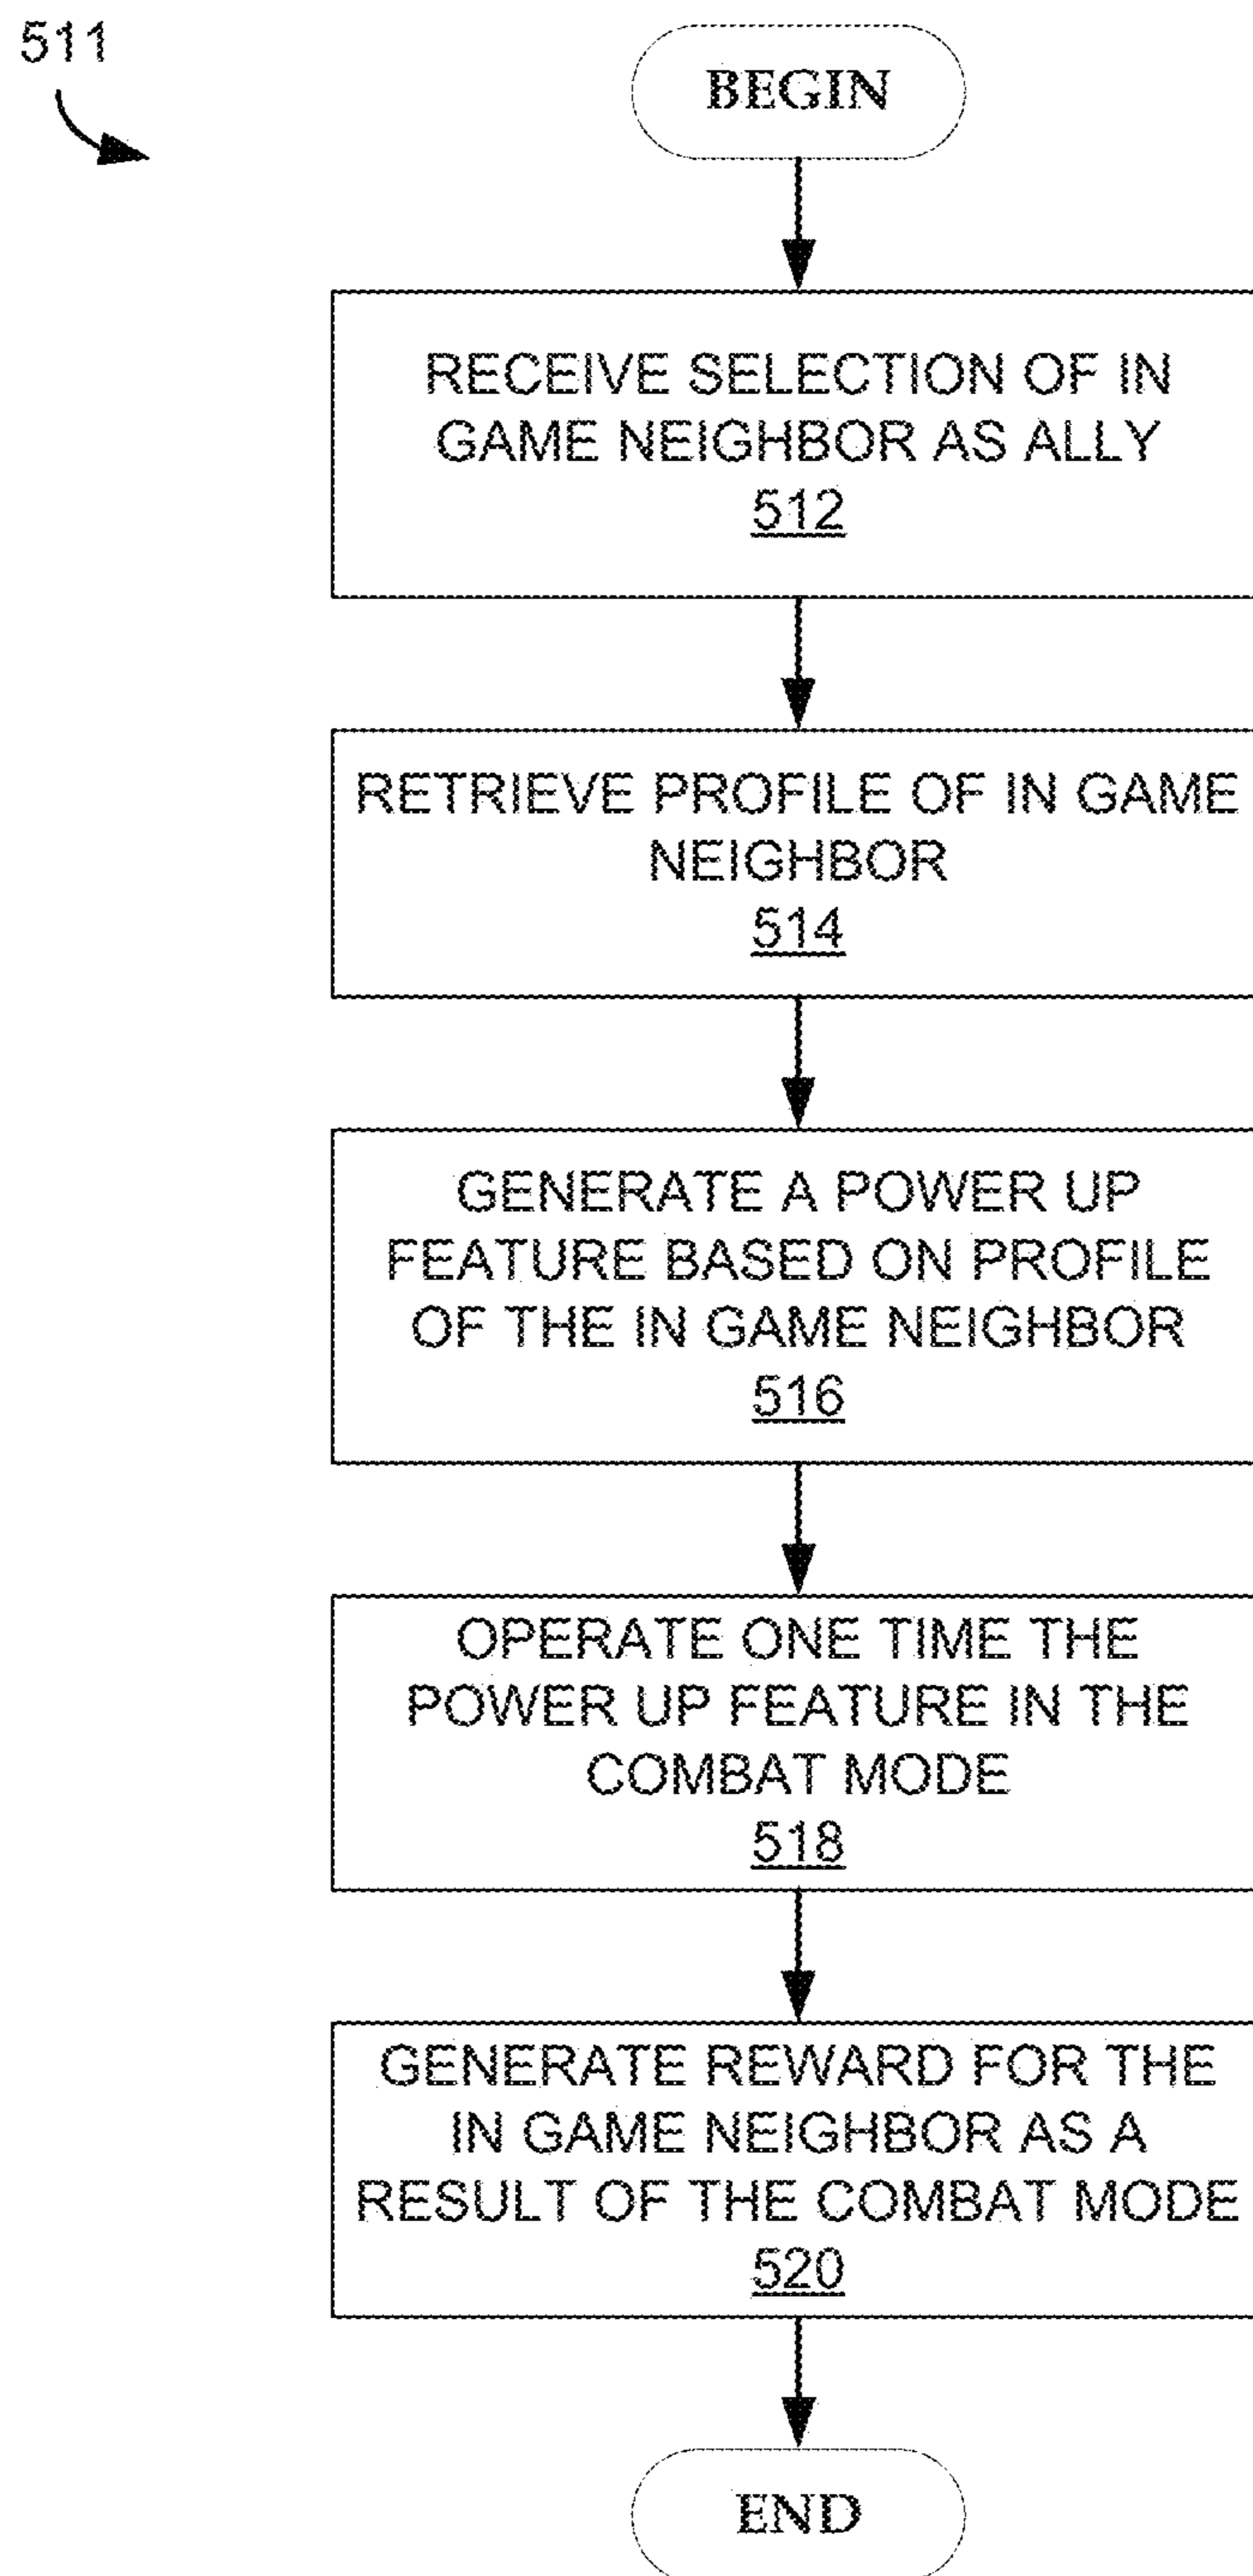 511
BEGIN
RECEIVE SELECTION OF IN
GAME NEIGHBOR AS ALLY
512
RETRIEVE PROFILE OF IN GAME
NEIGHBOR
514
GENERATE A POWER UP
FEATURE BASED ON PROFILE
OF THE IN GAME NEIGHBOR
516
OPERATE ONE TIME THE
POWER UP FEATURE IN THE
COMBAT MODE
518
GENERATE REWARD FOR THE
IN GAME NEIGHBOR AS A
RESULT OF THE COMBAT MODE
520
END